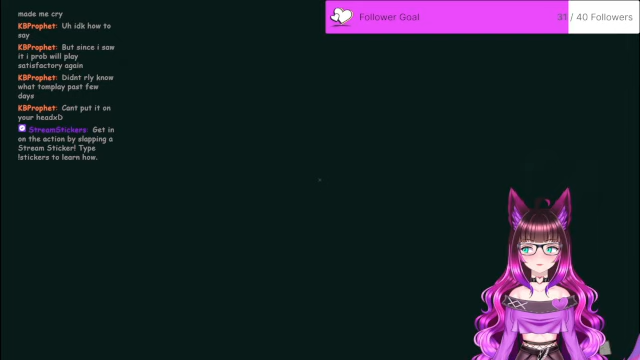 made me cry
KBProphet: Uh idk how to
say
KBProphet: But since i saw
it i prob will play
satisfactory again
KBProphet: Didnt rly know
what tomplay past few
days
KBProphet: Cant put it on
your headxD
StreamStickers: Get in
on the action by slapping a
Stream Sticker! Type
!stickers to learn how.
Follower Goal
31 / 40 Followers